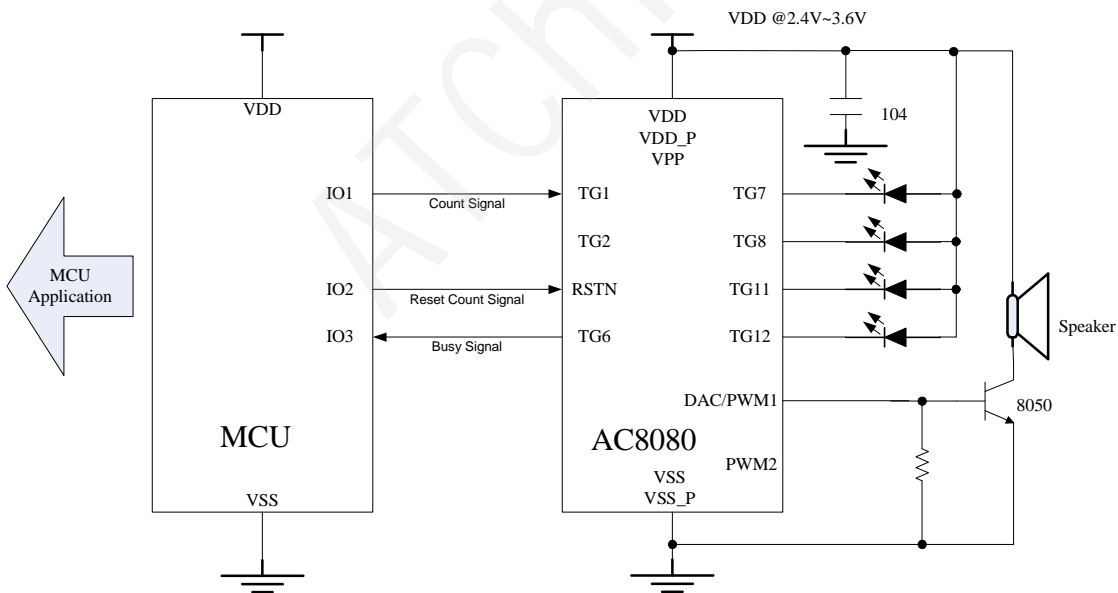 VDD @2.4V~3.6V
VDD
VDD
VDD_P
VPP
104
IO1
Count Signal
TG1
TG7
TG2
TG8
MCU
Application
IO2
Reset Count Signal
RSTN
TG11
IO3
Busy Signal
TG6
TG12
Speaker
DAC/PWM1
8050
MCU
AC8080
PWM2
VSS
VSS
VSS_P